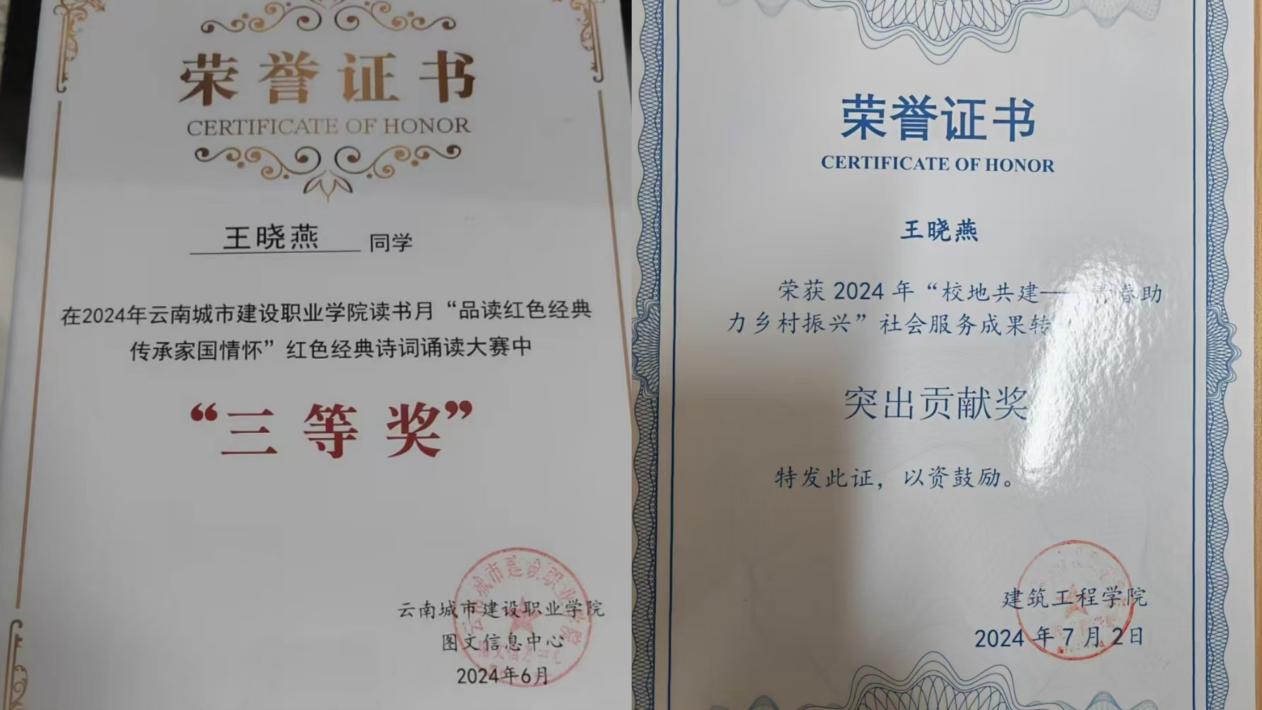 荣誉证书
CERTIFICATE OF HONOR
王晓燕 同学
在2024年云南城市建设职业学院读书月“品读红色经典
传承家国情怀”红色经典诗词诵读大赛中
“三等奖”
云南城市建设职业学院
图文信息中心
2024年6月
荣誉证书
CERTIFICATE OF HONOR
王晓燕
荣获 2024 年“校地共建—春助
力乡村振兴”社会服务成果转
突出贡献奖
特发此证，以资鼓励。
建筑工程学院
2024 年 7 月 2日